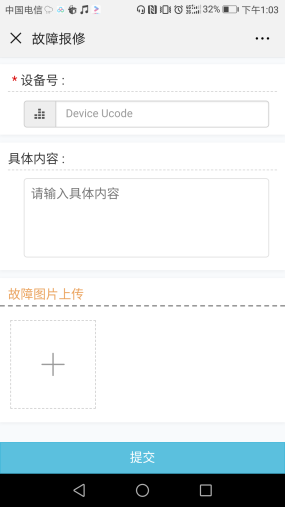 中国电信 32% 下午1:03
故障报修
* 设备号：
Device Ucode
具体内容：
请输入具体内容
故障图片上传
提交